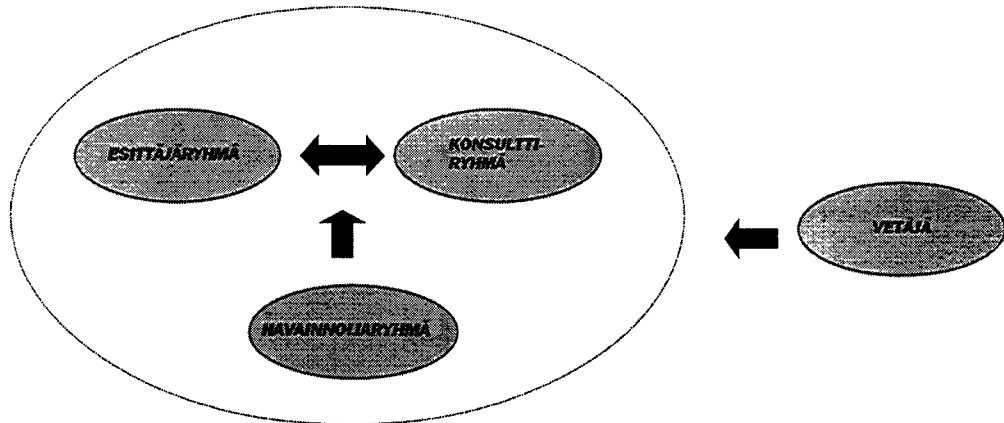 ESITTÄJÄRYHMÄ
KONSULTTI-
RYHMÄ
VETÄJÄ
HAVAINNOIJARYHMÄ